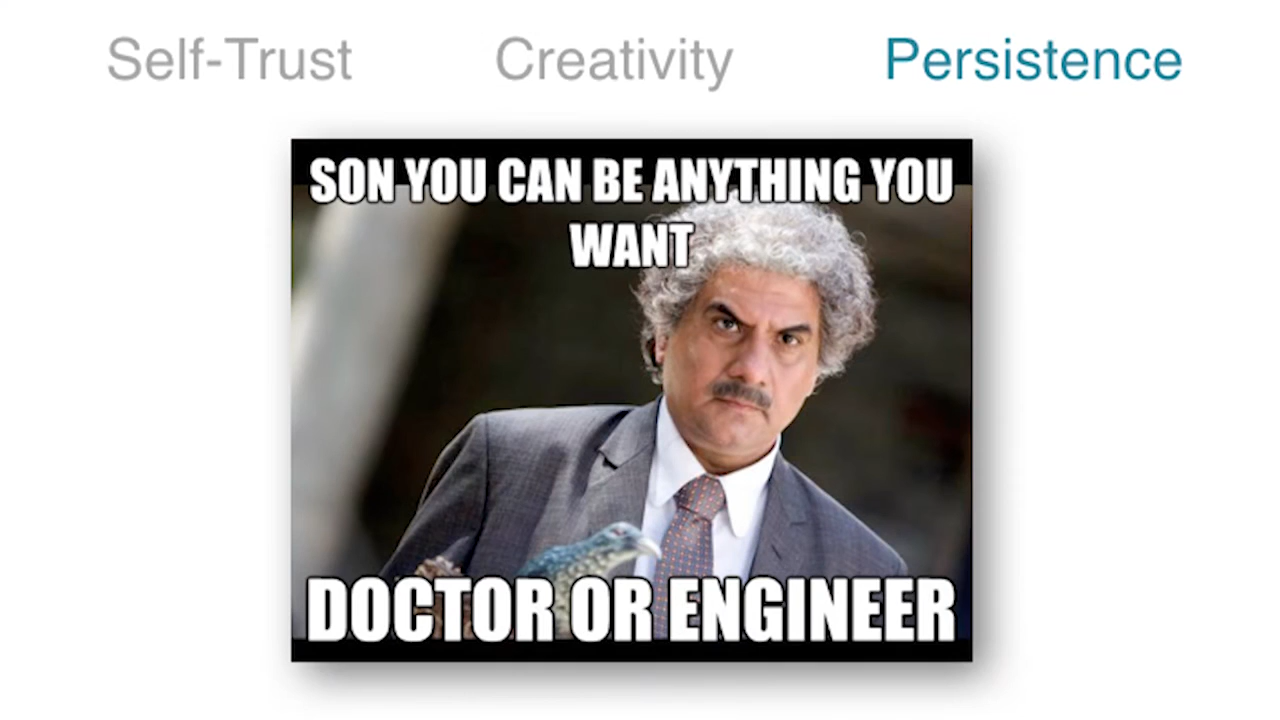 Self-Trust Creativity Persistence
SON YOU CAN BE ANYTHING YOU
WANT
DOCTOR OR ENGINEER